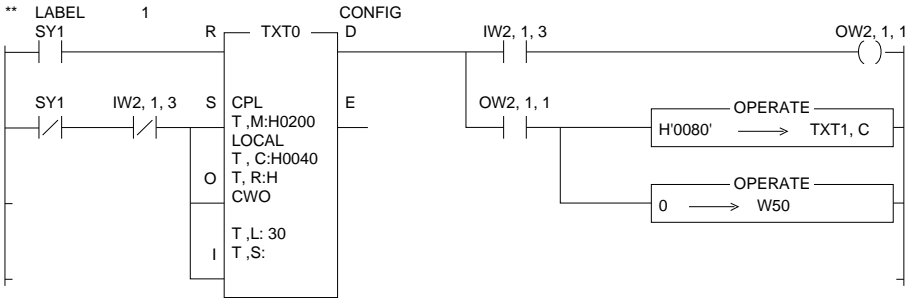 ** LABEL 1 CONFIG
SY1 R TXT0 D IW2, 1, 3 OW2, 1, 1
SY1 IW2, 1, 3 S CPL E OW2, 1, 1 OPERATE
T ,M:H0200 H'0080' TXT1, C
LOCAL
T , C:H0040
O T, R:H
CWO OPERATE
0 W50
T ,L: 30
I T ,S: